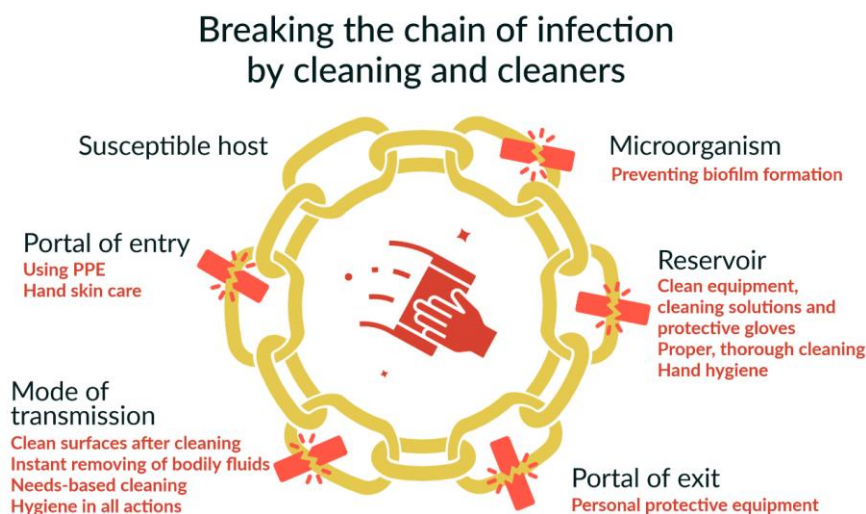 Breaking the chain of infection
by cleaning and cleaners
Susceptible host
Microorganism
Preventing biofilm formation
Portal of entry
Using PPE
Hand skin care
Reservoir
Clean equipment,
cleaning solutions and
protective gloves
Proper, thorough cleaning
Hand hygiene
Mode of
transmission
Clean surfaces after cleaning
Instant removing of bodily fluids
Needs-based cleaning
Hygiene in all actions
Portal of exit
Personal protective equipment